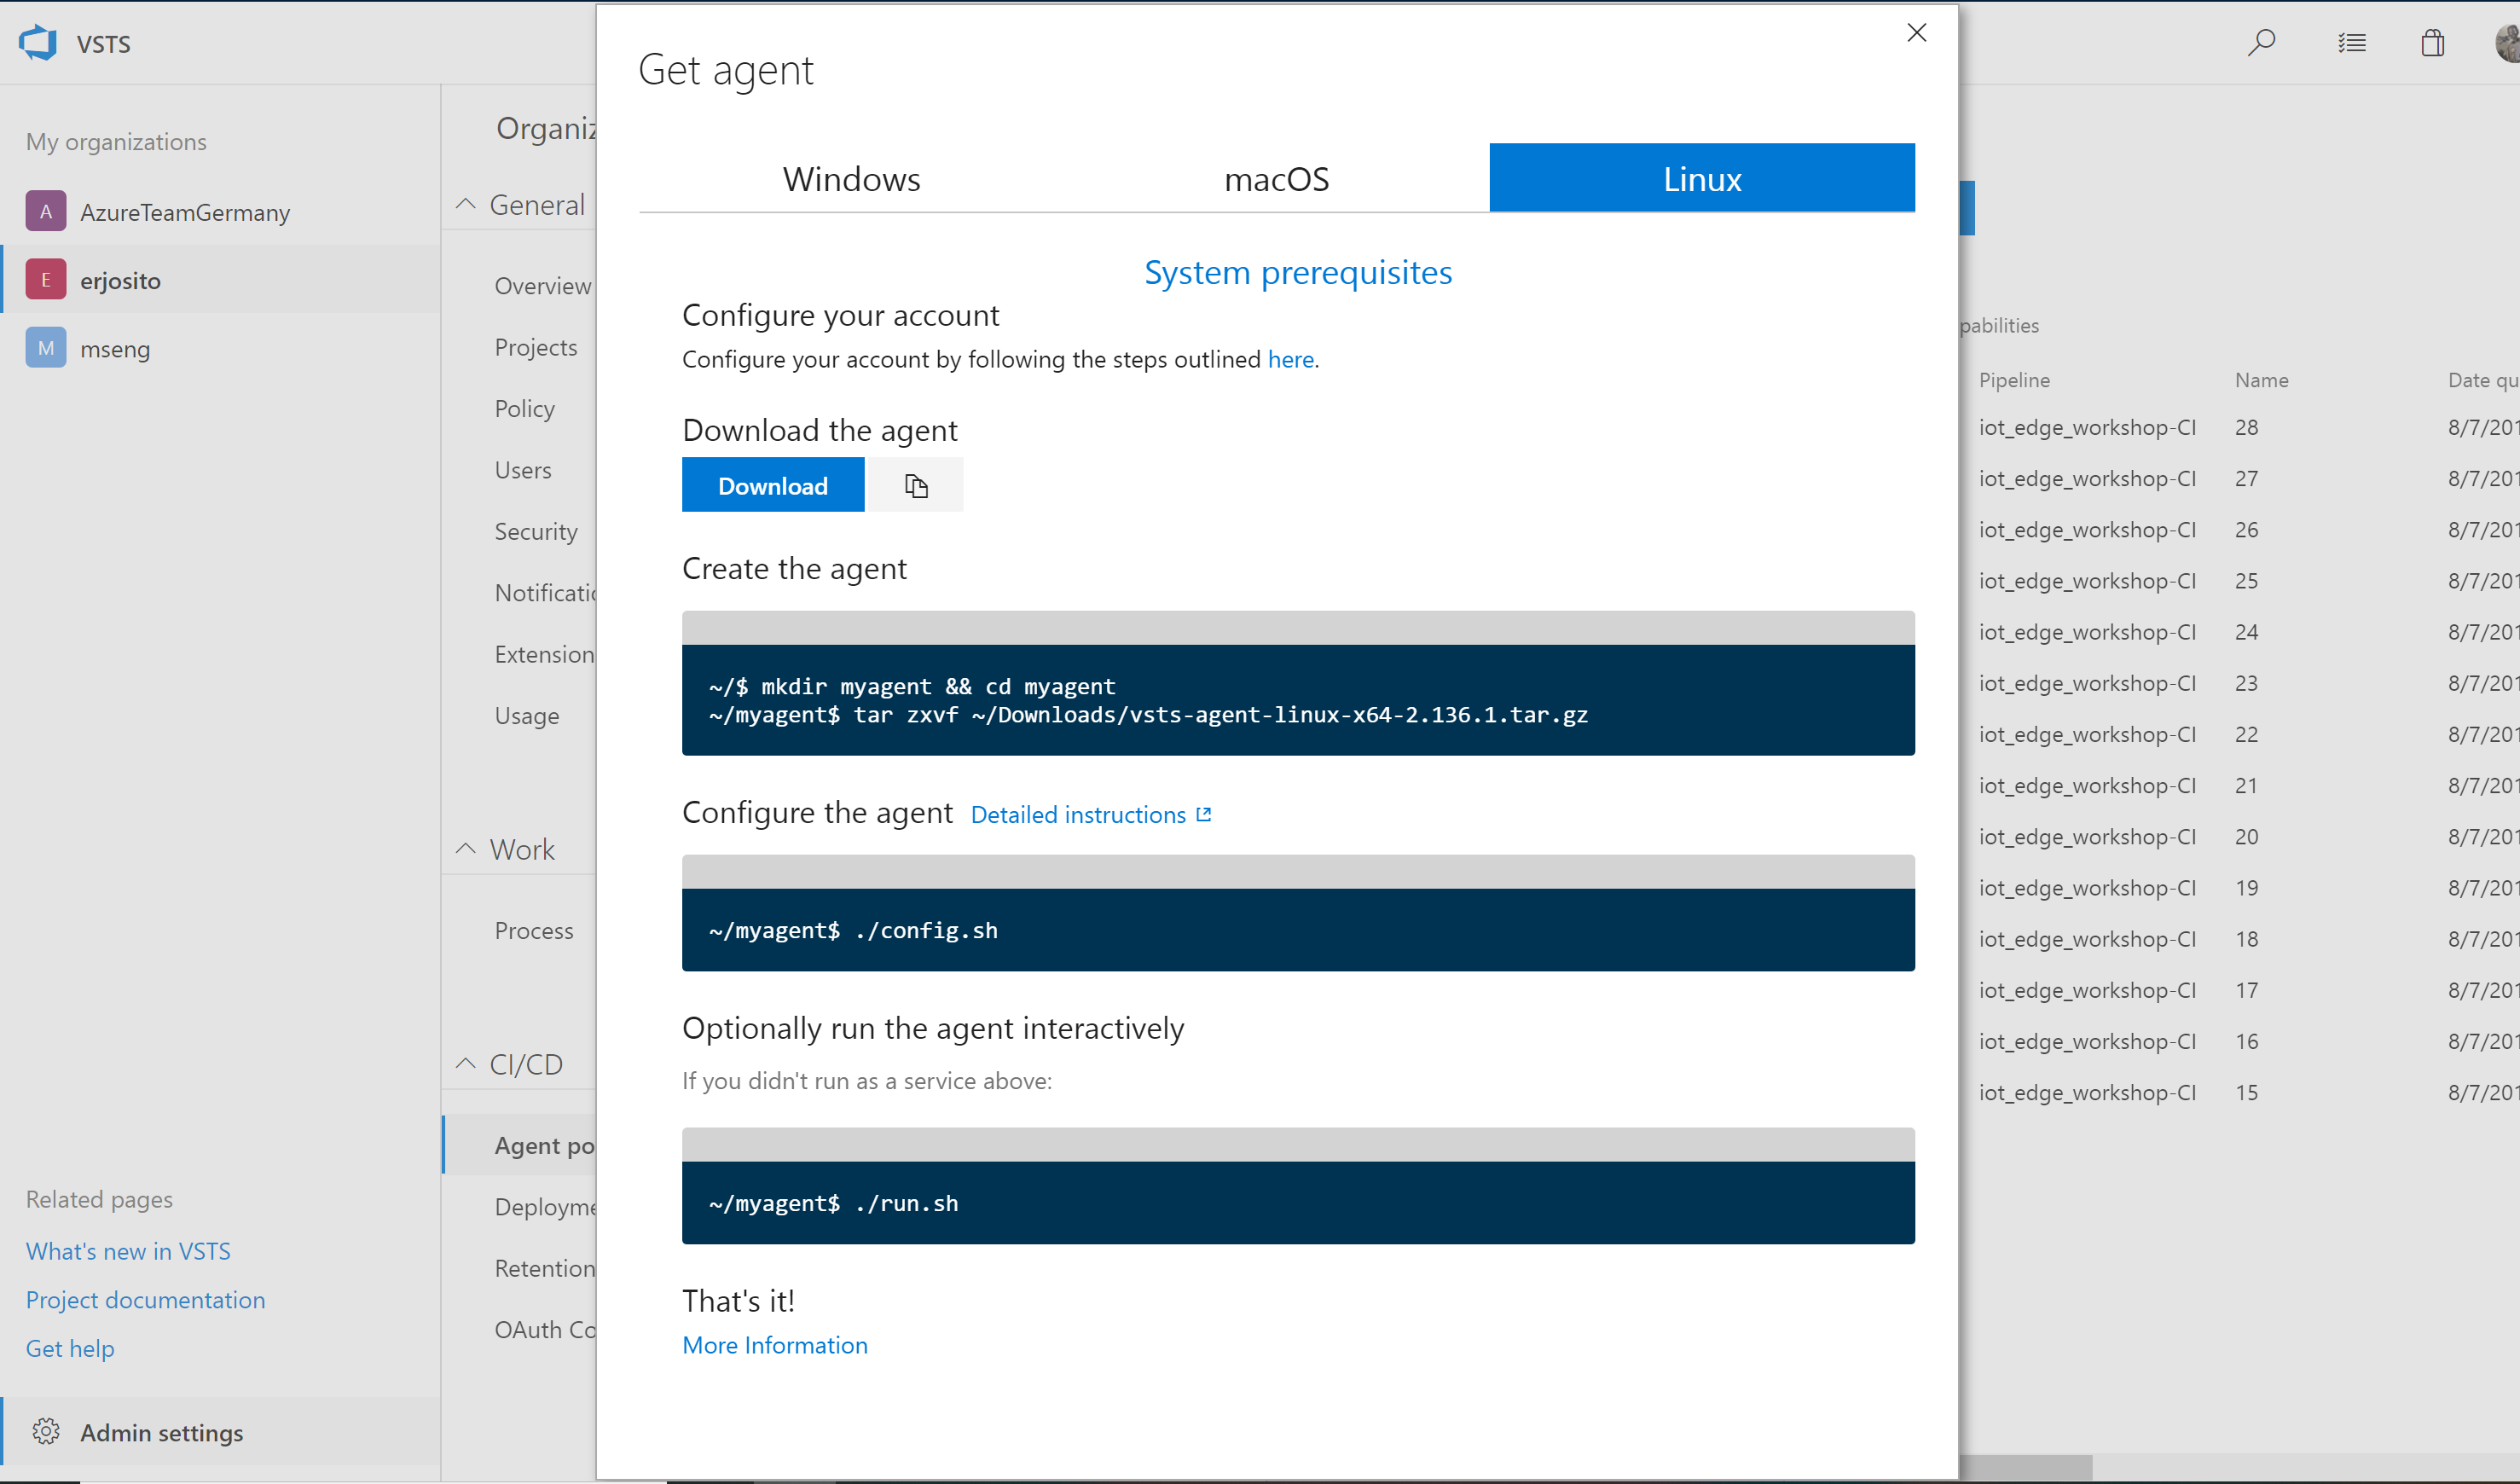 VSTS
My organizations
A AzureTeamGermany
E erjosito
M mseng
Related pages
What's new in VSTS
Project documentation
Get help
Admin settings
Organiz
General
Overview
Projects
Policy
Users
Security
Notificatio
Extension
Usage
Work
Process
CI/CD
Agent po
Deployme
Retention
OAuth Co
Get agent
Windows macOS Linux
System prerequisites
Configure your account
Configure your account by following the steps outlined here.
Download the agent
Download
Create the agent
~/$ mkdir myagent && cd myagent
~/myagent$ tar zxvf ~/Downloads/vsts-agent-linux-x64-2.136.1.tar.gz
Configure the agent Detailed instructions
~/myagent$ ./config.sh
Optionally run the agent interactively
If you didn't run as a service above:
~/myagent$ ./run.sh
That's it!
More Information
pabilities
Pipeline Name Date qu
iot_edge_workshop-CI 28 8/7/201
iot_edge_workshop-CI 27 8/7/201
iot_edge_workshop-CI 26 8/7/201
iot_edge_workshop-CI 25 8/7/201
iot_edge_workshop-CI 24 8/7/201
iot_edge_workshop-CI 23 8/7/201
iot_edge_workshop-CI 22 8/7/201
iot_edge_workshop-CI 21 8/7/201
iot_edge_workshop-CI 20 8/7/201
iot_edge_workshop-CI 19 8/7/201
iot_edge_workshop-CI 18 8/7/201
iot_edge_workshop-CI 17 8/7/201
iot_edge_workshop-CI 16 8/7/201
iot_edge_workshop-CI 15 8/7/201